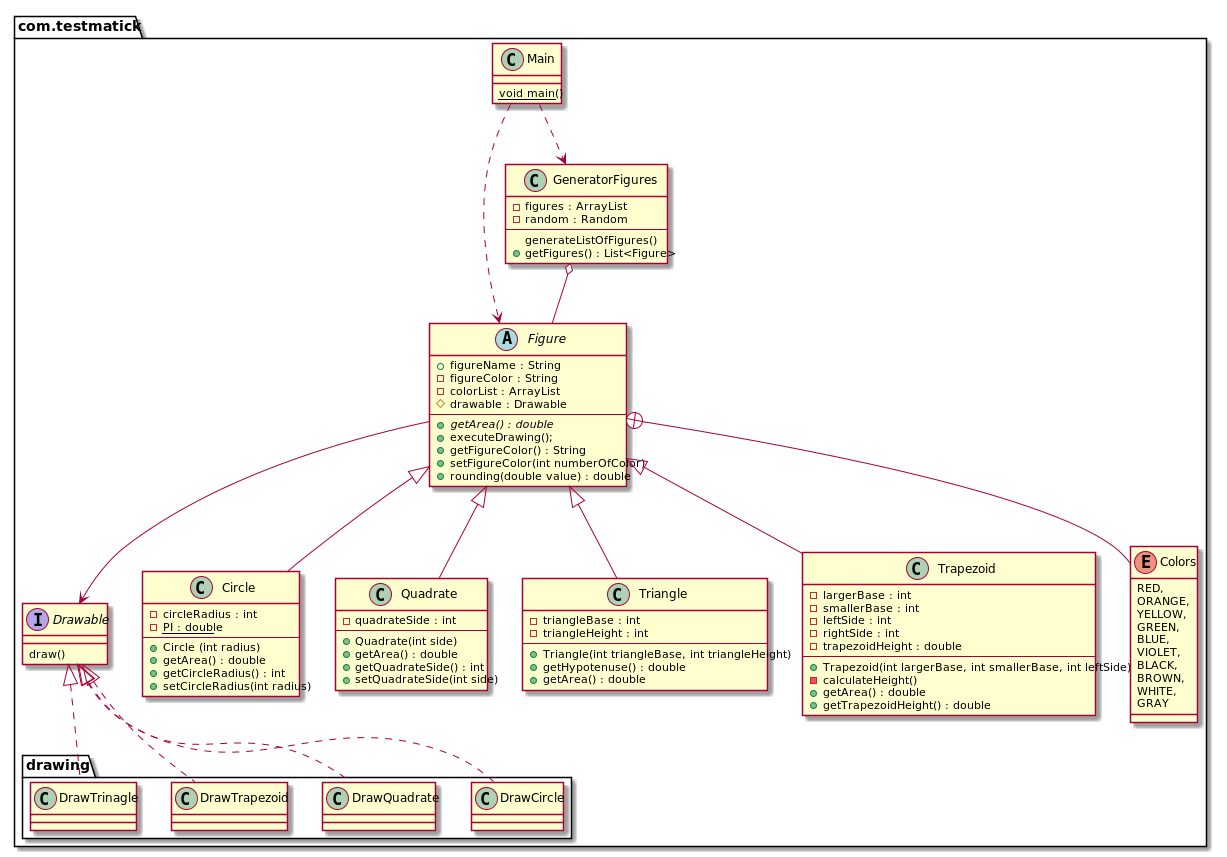 com.testmatick
C Main
void main()
C GeneratorFigures
figures : ArrayList
random : Random
generateListOfFigures()
getFigures() : List<Figure>
A Figure
figureName : String
figureColor : String
colorList : ArrayList
drawable : Drawable
getArea() : double
executeDrawing();
getFigureColor() : String
setFigureColor(int numberOfColor)
rounding(double value) : double
I Drawable
draw()
C Circle
circleRadius : int
PI : double
Circle (int radius)
getArea() : double
getCircleRadius() : int
setCircleRadius(int radius)
C Quadrate
quadrateSide : int
Quadrate(int side)
getArea() : double
getQuadrateSide() : int
setQuadrateSide(int side)
C Triangle
triangleBase : int
triangleHeight : int
Triangle(int triangleBase, int triangleHeight)
getHypotenuse() : double
getArea() : double
C Trapezoid
largerBase : int
smallerBase : int
leftSide : int
rightSide : int
trapezoidHeight : double
Trapezoid(int largerBase, int smallerBase, int leftSide)
calculateHeight()
getArea() : double
getTrapezoidHeight() : double
E Colors
RED,
ORANGE,
YELLOW,
GREEN,
BLUE,
VIOLET,
BLACK,
BROWN,
WHITE,
GRAY
drawing
C DrawTrinagle
C DrawTrapezoid
C DrawQuadrate
C DrawCircle